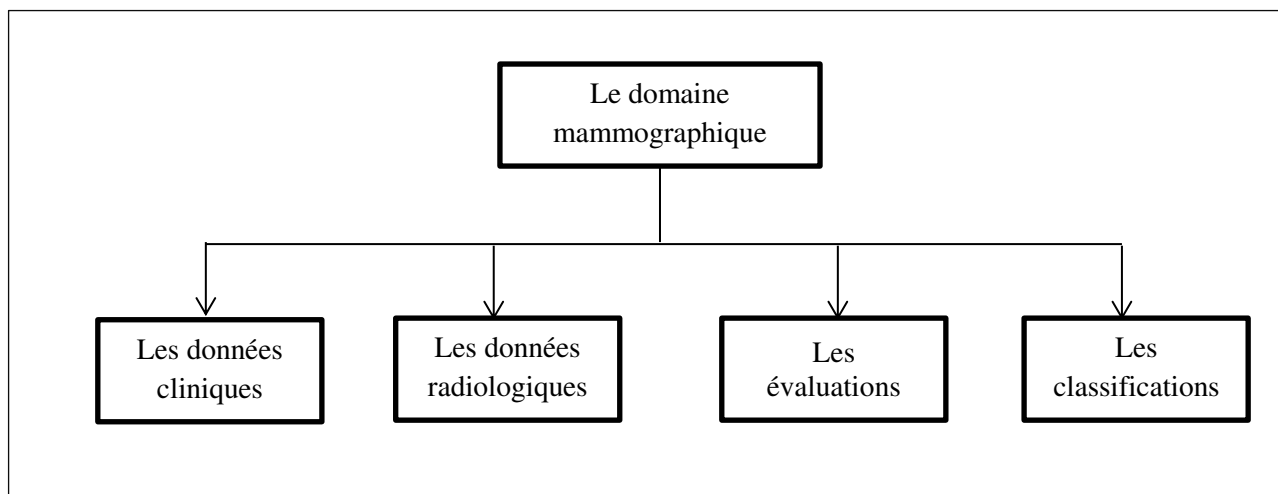 Le domaine
mammographique
Les données
cliniques
Les données
radiologiques
Les
évaluations
Les
classifications